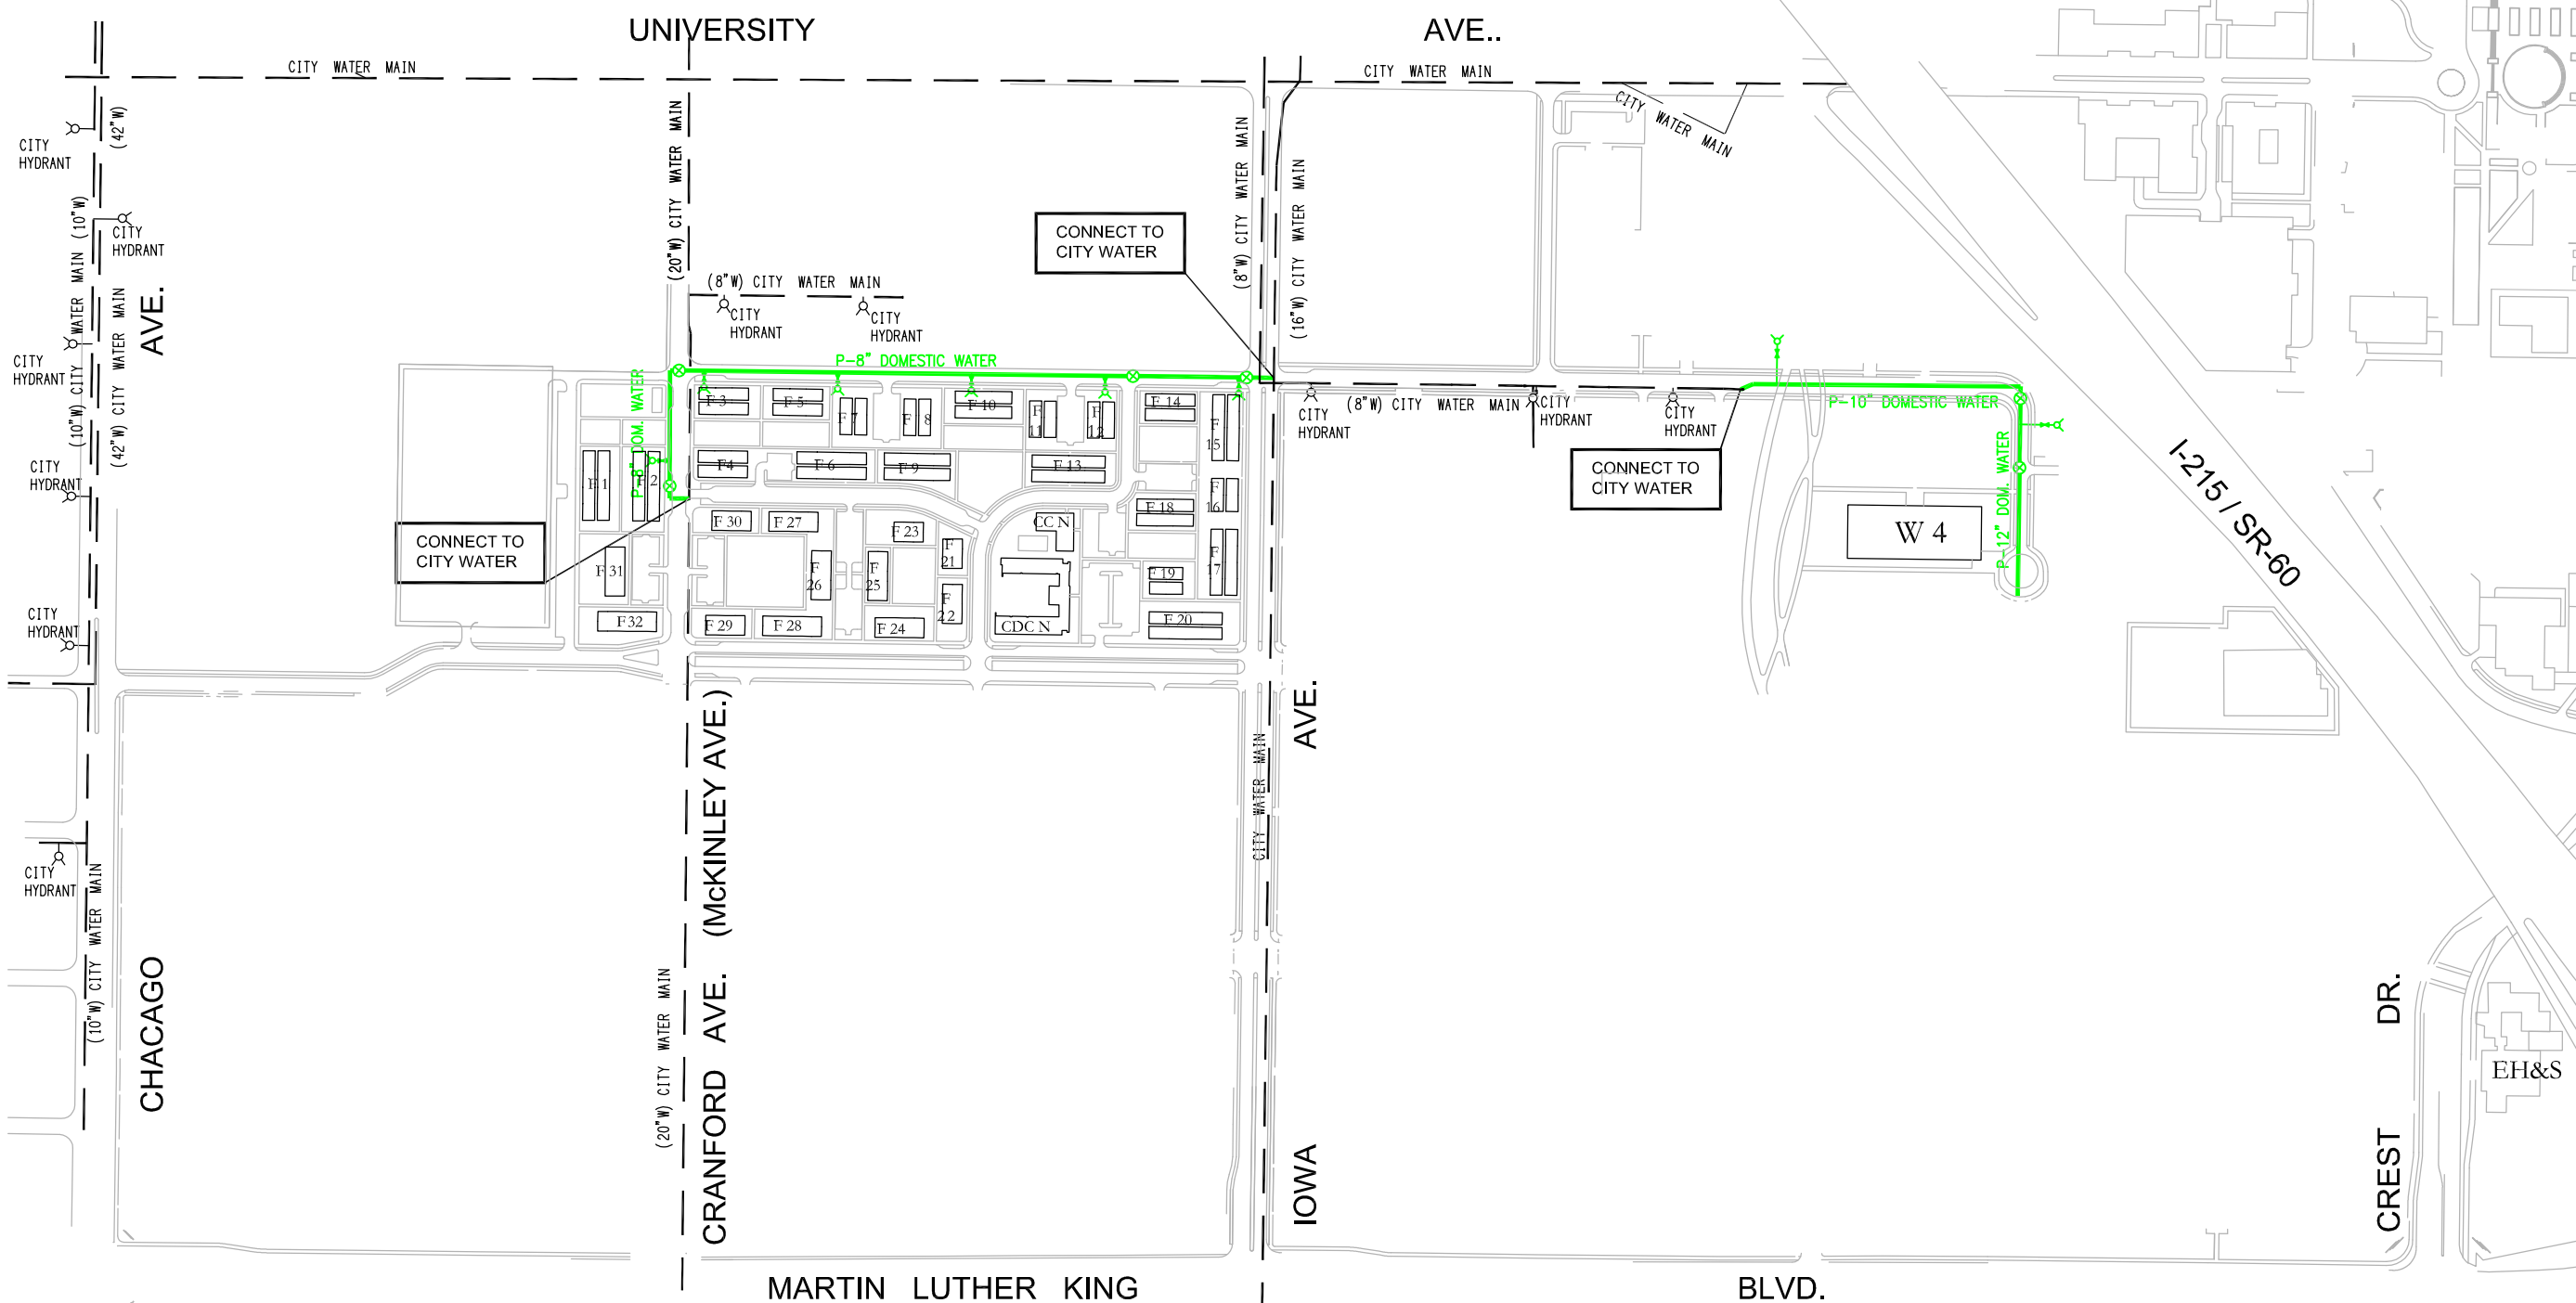 UNIVERSITY AVE..
CITY WATER MAIN
CITY WATER MAIN
CITY WATER MAIN
(42"W)
CITY
HYDRANT
(20"W) CITY WATER MAIN
(8"W) CITY WATER MAIN
(16"W) CITY WATER MAIN
CITY
HYDRANT
(10"W) CITY WATER MAIN (10"W)
(42"W) CITY WATER MAIN
AVE.
CONNECT TO
CITY WATER
(8"W) CITY WATER MAIN
CITY
HYDRANT
CITY
HYDRANT
CITY
HYDRANT
P-8" DOMESTIC WATER
P-8" DOM. WATER
CITY
HYDRANT
(8"W) CITY WATER MAIN
CITY
HYDRANT
CITY
HYDRANT
P-10" DOMESTIC WATER
P-12" DOM. WATER
F 3
F 5
F 7
F 8
F 10
F
11
F
12
F 14
F
15
CITY
HYDRANT
F 1
F 2
F4
F 6
F 9
F 13
F
16
F 18
CONNECT TO
CITY WATER
I-215 / SR-60
CONNECT TO
CITY WATER
F 30
F 27
F 23
CC N
W 4
F
21
F
17
F 31
F
26
F
25
F 19
F
22
CITY
HYDRANT
F32
F 29
F 28
F 24
CDC N
F 20
AVE.
CITY WATER MAIN
CITY
HYDRANT
(10"W) CITY WATER MAIN
(20"W) CITY WATER MAIN
CHACAGO
CRANFORD AVE. (McKINLEY AVE.)
IOWA
CREST DR.
EH&S
MARTIN LUTHER KING BLVD.